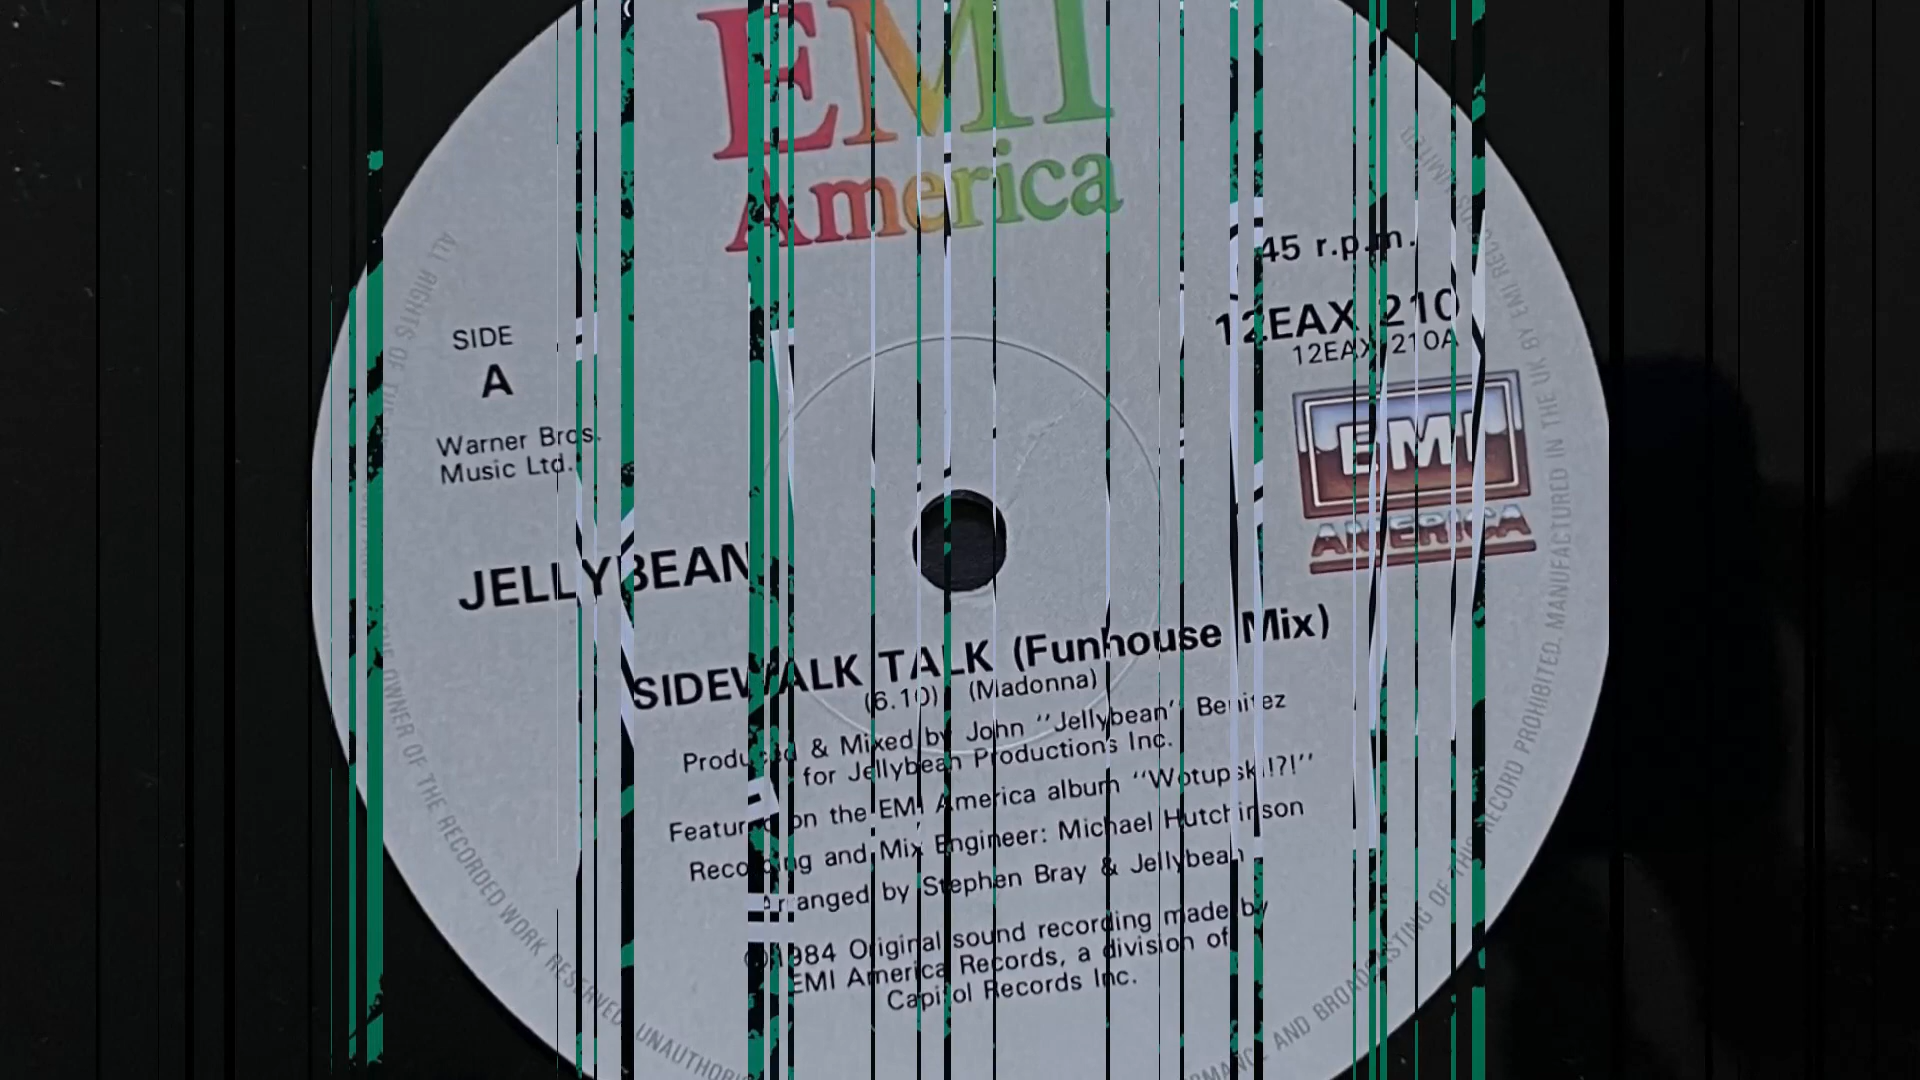 EMI
America
45 r.p.m.
12EAX 210
12EAX 210A
SIDE
A
Warner Bros.
Music Ltd.
EMI
AMERICA
JELLYBEAN
SIDEWALK TALK (Funhouse Mix)
(6.10) (Madonna)
Produced & Mixed by John "Jellybean" Benitez
for Jellybean Productions Inc.
Featured on the EMI America album "Wotupski!?!"
Recording and Mix Engineer: Michael Hutchinson
Arranged by Stephen Bray & Jellybean
℗1984 Original sound recording made by
EMI America Records, a division of
Capitol Records Inc.
ALL RIGHTS OF THE
OWNER OF THE RECORDED WORK RESERVED. UNAUTHORI
AND BROADCASTING OF THIS RECORD PROHIBITED. MANUFACTURED IN THE UK BY EMI RECORDS LIMITED